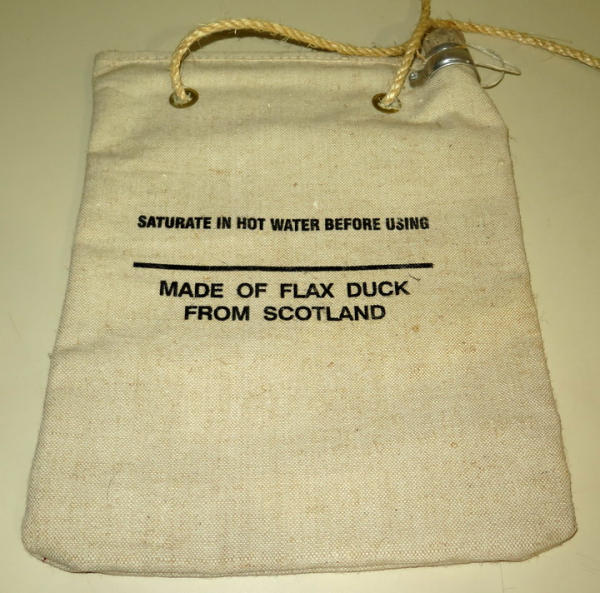 SATURATE IN HOT WATER BEFORE USING
MADE OF FLAX DUCK
FROM SCOTLAND